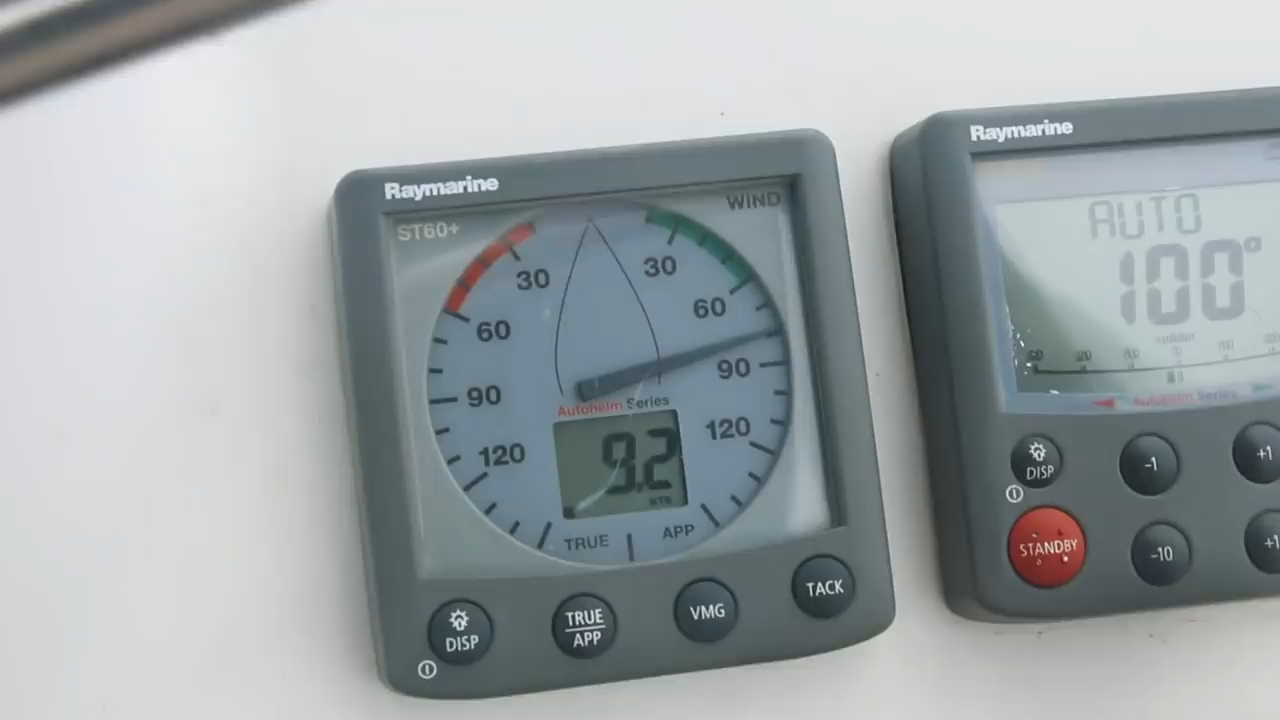 Raymarine
ST60+
WIND
30
30
60
60
90
90
Autohelm Series
120
120
9.2
KTS
TRUE
APP
DISP
TRUE
APP
VMG
TACK
Raymarine
AUTO
100°
Autohelm Series
DISP
-1
+1
STANDBY
-10
+1